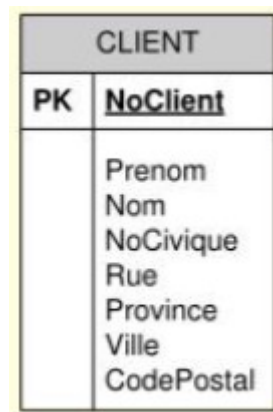 CLIENT
PK NoClient
Prenom
Nom
NoCivique
Rue
Province
Ville
CodePostal